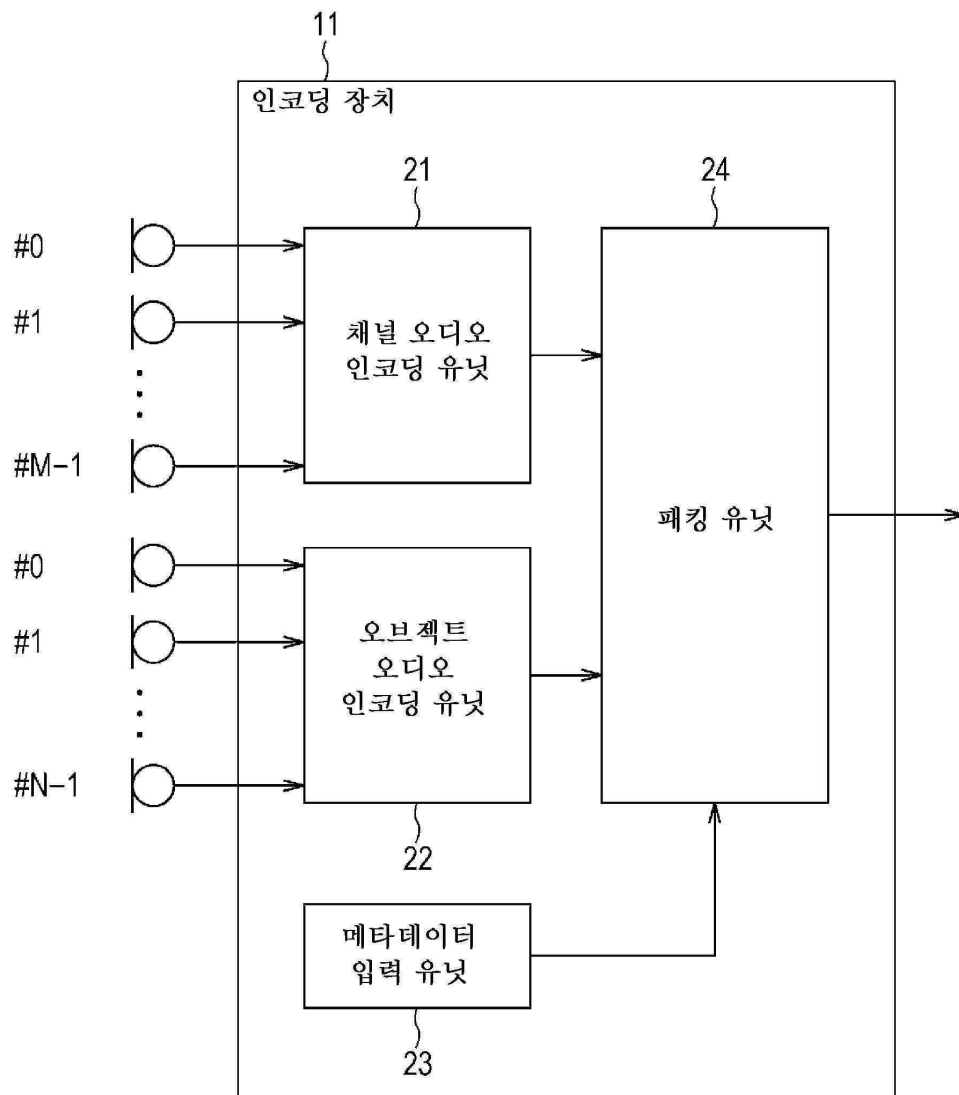 11
인코딩 장치
21
24
#0
#1
#M-1
채널 오디오
인코딩 유닛
패킹 유닛
#0
#1
#N-1
오브젝트
오디오
인코딩 유닛
22
메타데이터
입력 유닛
23